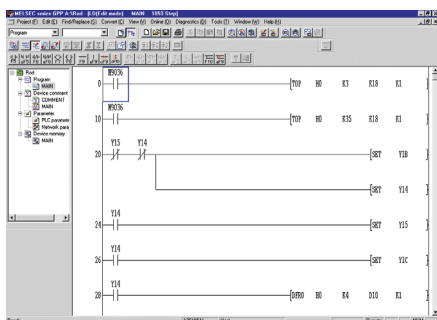 MELSEC series GPP A:\Rod [LD(Edit mode) MAIN 1053 Step]
Project(F) Edit(E) Find/Replace(S) Convert(C) View(V) Online(O) Diagnostics(D) Tools(T) Window(W) Help(H)
Program
Rod
Program
MAIN
Device comment
COMMENT
MAIN
Parameter
PLC parameter
Network para
Device memory
MAIN
M9036
0 [TOP H0 K3 K18 K1 ]
M9036
10 [TOP H0 K35 K18 K1 ]
Y15 Y14
20 [SET Y1B ]
[SET Y14 ]
Y14
24 [SET Y15 ]
Y14
26 [SET Y1C ]
Y14
28 [DFRO H0 K4 D10 K1 ]